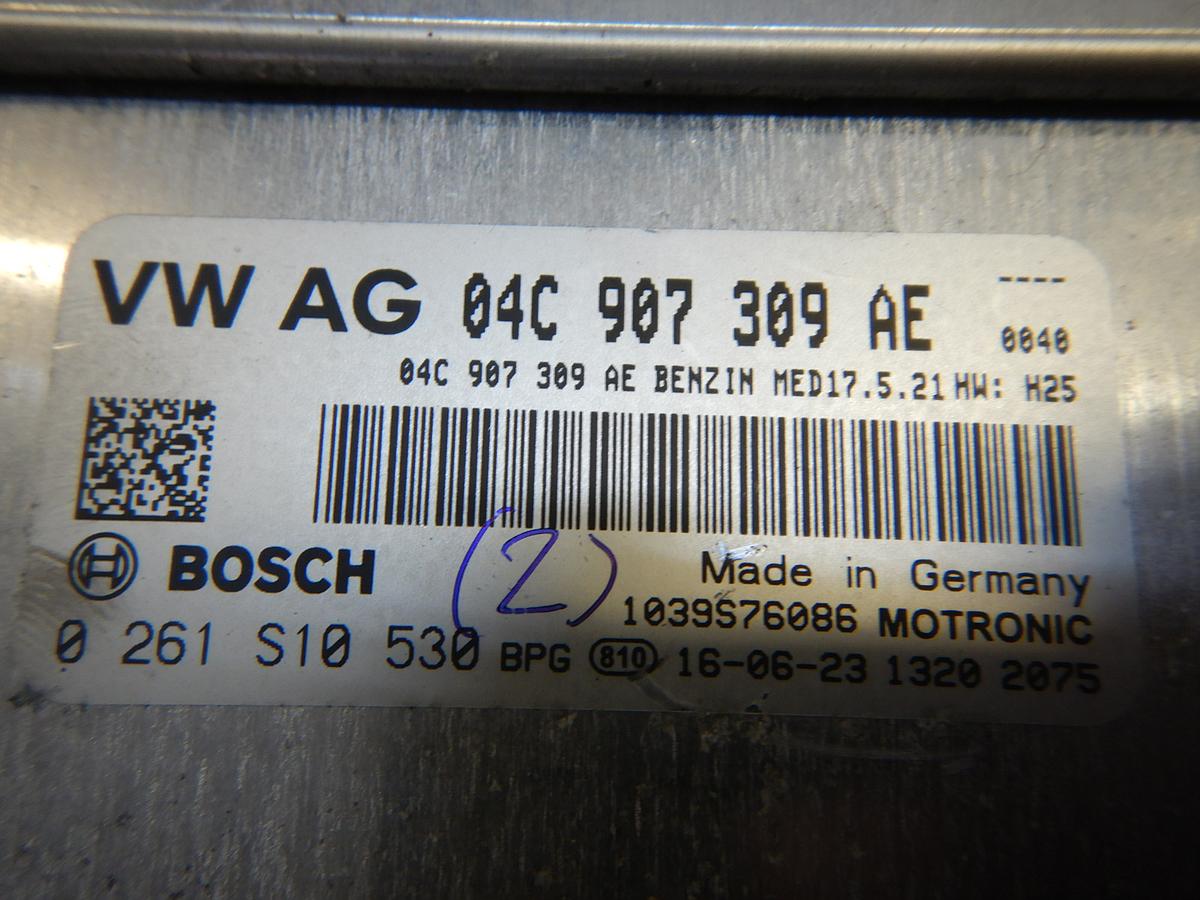 VW AG 04C 907 309 AE ----
0040
04C 907 309 AE BENZIN MED17.5.21 HW: H25
BOSCH
(2)
Made in Germany
1039S76086 MOTRONIC
0 261 S10 530 BPG 810 16-06-23 1320 2075